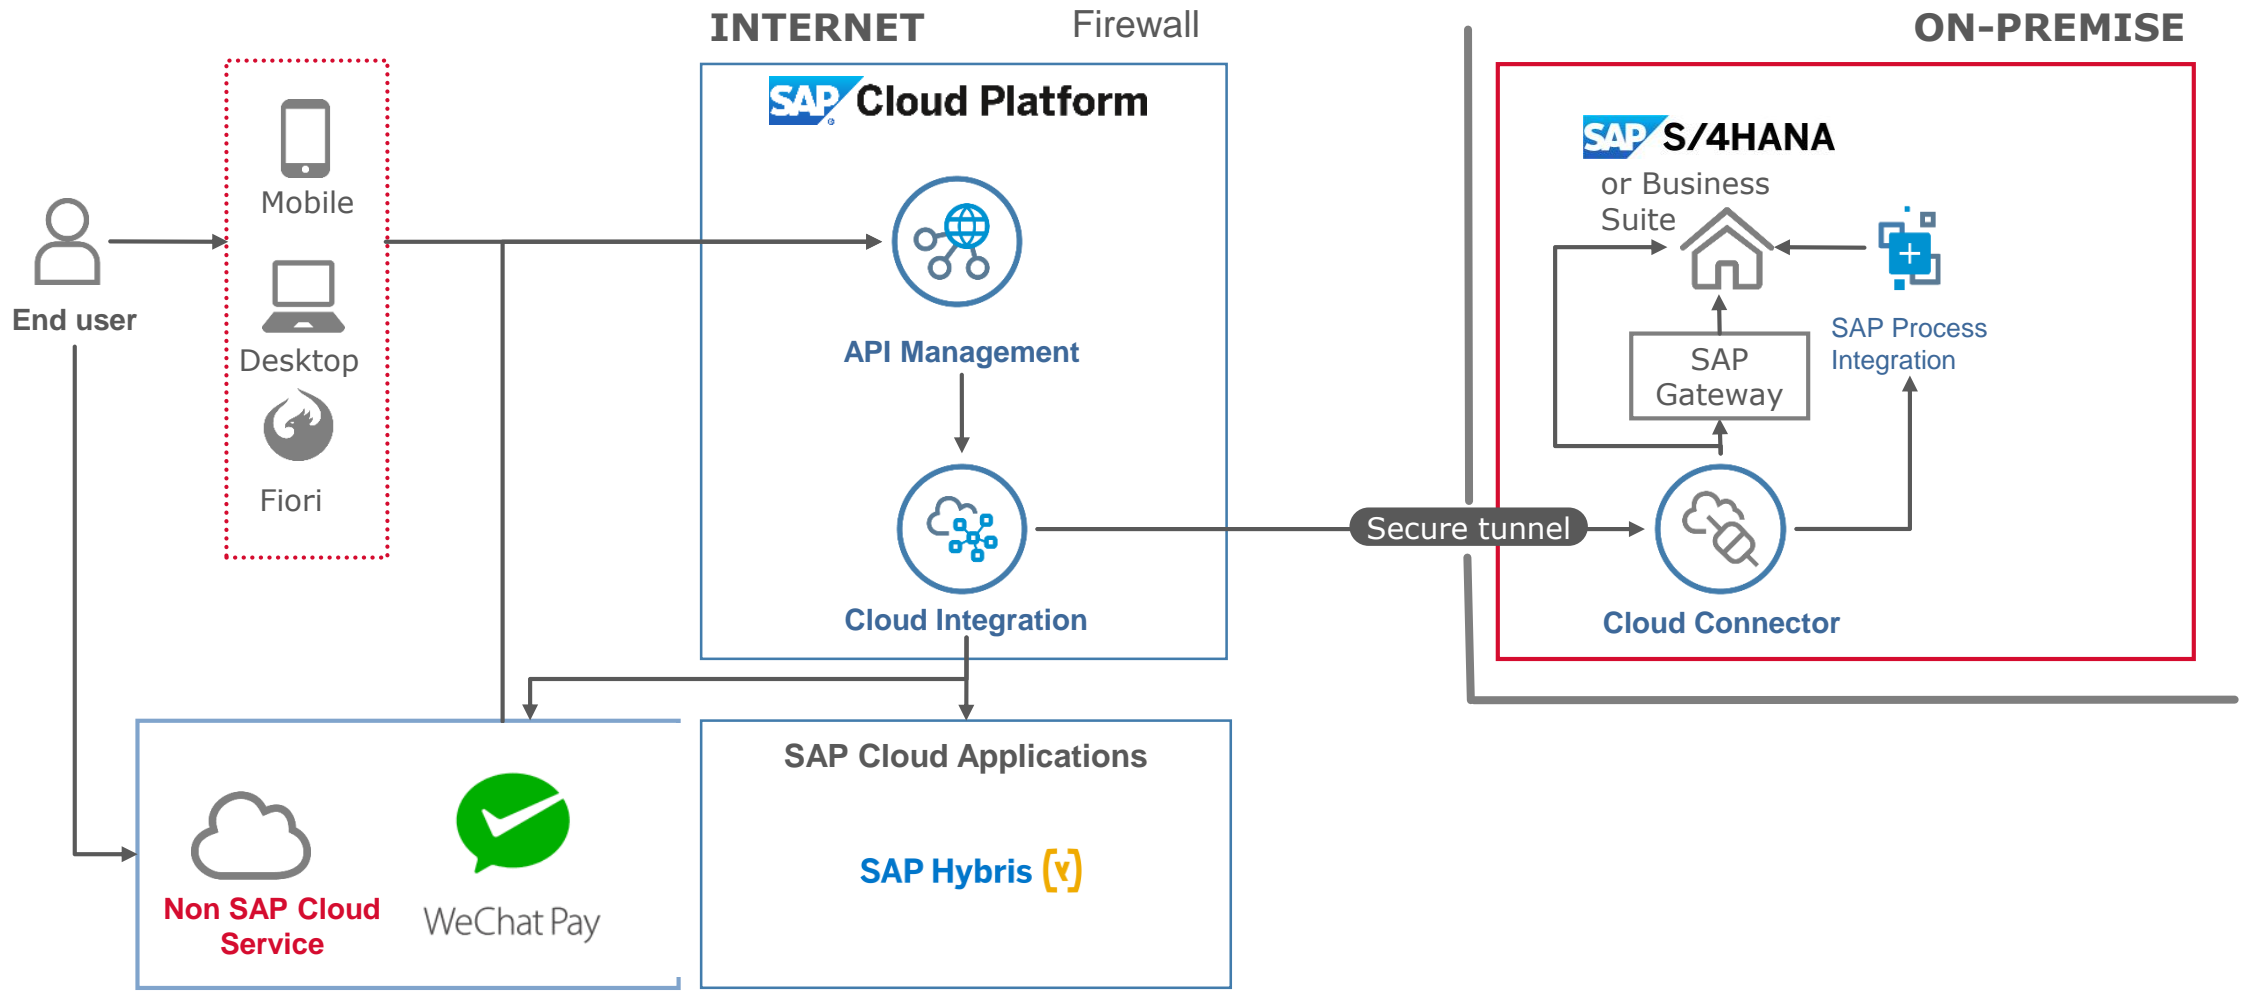 INTERNET
Firewall
ON-PREMISE
SAP Cloud Platform
Mobile
Desktop
Fiori
End user
API Management
Cloud Integration
Secure tunnel
SAP S/4HANA
or Business
Suite
SAP Process
Integration
SAP
Gateway
Cloud Connector
Non SAP Cloud
Service
WeChat Pay
SAP Cloud Applications
SAP Hybris